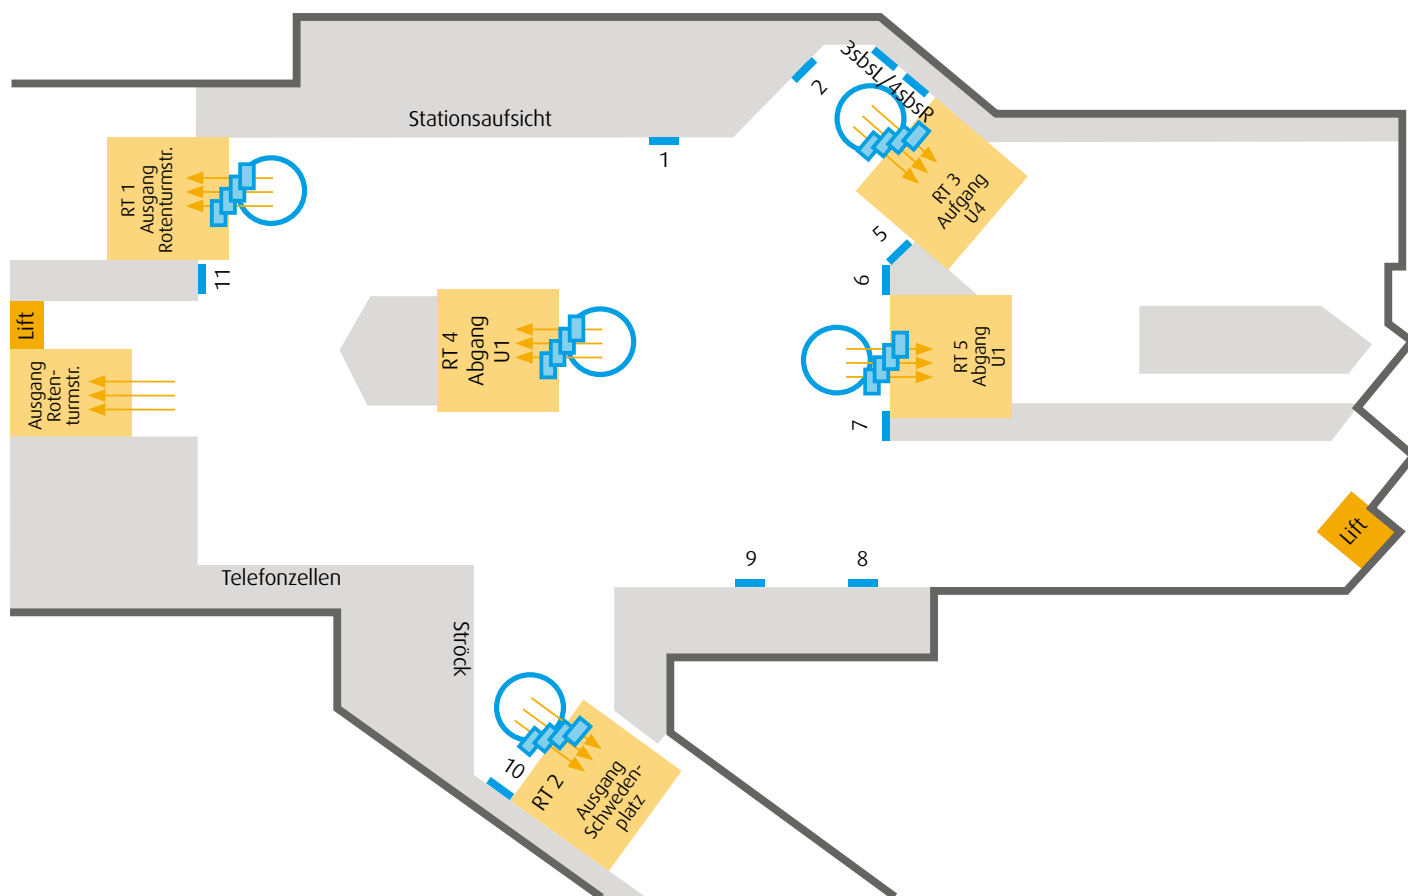 3sbsL/4sbsR
2
Stationsaufsicht
1
RT 1
Ausgang
Rotenturmstr.
RT 3
Aufgang
U4
5
11
6
Lift
RT 4
Abgang
U1
RT 5
Abgang
U1
Ausgang
Roten-
turmstr.
7
Lift
9
8
Telefonzellen
Ströck
10
RT 2
Ausgang
Schweden-
platz